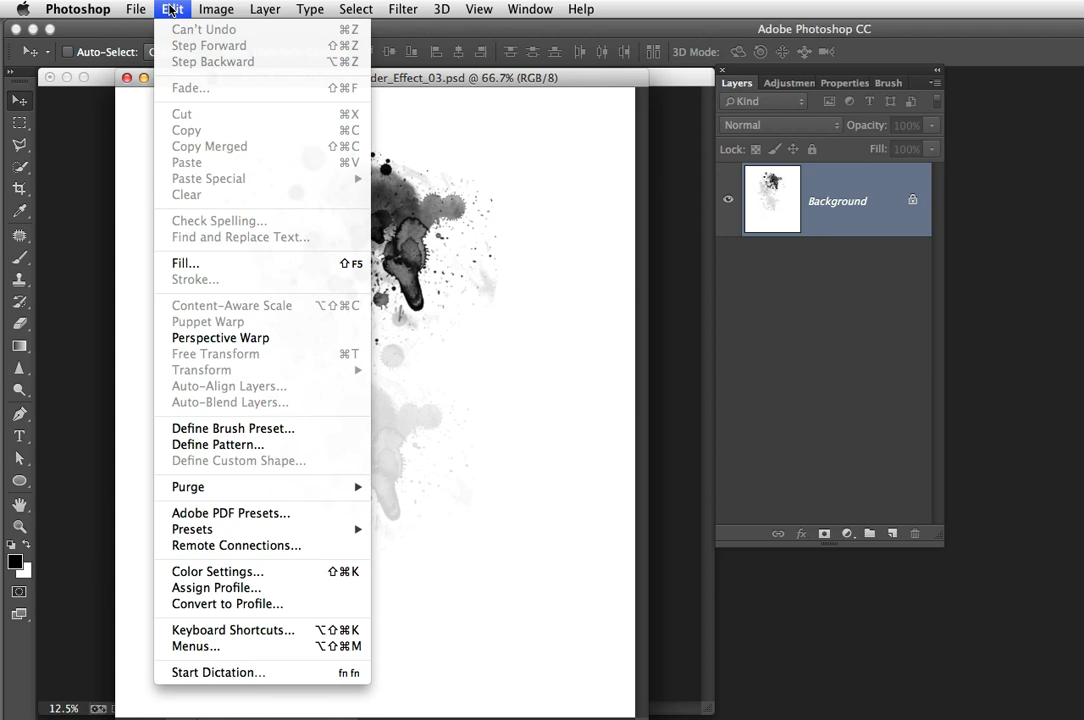 Photoshop File Edit Image Layer Type Select Filter 3D View Window Help
Adobe Photoshop CC
Auto-Select:
3D Mode:
der_Effect_03.psd @ 66.7% (RGB/8)
Can't Undo ⌘Z
Step Forward ⇧⌘Z
Step Backward ⌥⌘Z
Fade... ⇧⌘F
Cut ⌘X
Copy ⌘C
Copy Merged ⇧⌘C
Paste ⌘V
Paste Special
Clear
Check Spelling...
Find and Replace Text...
Fill... ⇧F5
Stroke...
Content-Aware Scale ⌥⇧⌘C
Puppet Warp
Perspective Warp
Free Transform ⌘T
Transform
Auto-Align Layers...
Auto-Blend Layers...
Define Brush Preset...
Define Pattern...
Define Custom Shape...
Purge
Adobe PDF Presets...
Presets
Remote Connections...
Color Settings... ⇧⌘K
Assign Profile...
Convert to Profile...
Keyboard Shortcuts... ⌥⇧⌘K
Menus... ⌥⇧⌘M
Start Dictation... fn fn
Layers Adjustmen Properties Brush
Kind
Normal Opacity: 100%
Lock: Fill: 100%
Background
12.5%